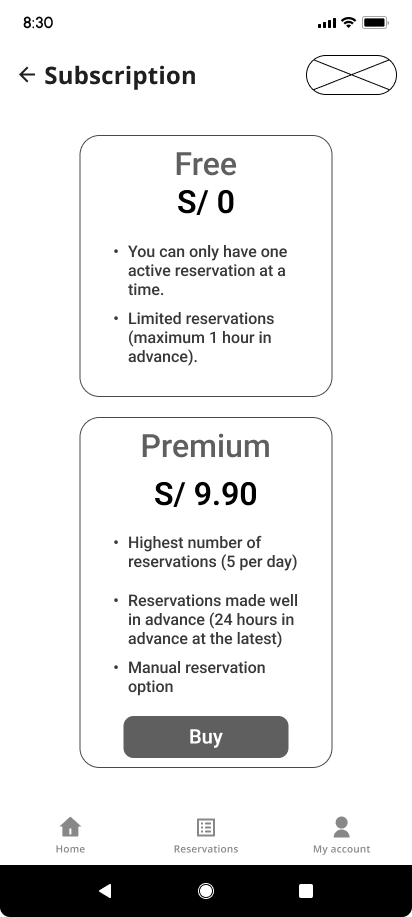 8:30
Subscription
Free
S/ 0
• You can only have one
active reservation at a
time.
• Limited reservations
(maximum 1 hour in
advance).
Premium
S/ 9.90
• Highest number of
reservations (5 per day)
• Reservations made well
in advance (24 hours in
advance at the latest)
• Manual reservation
option
Buy
Home
Reservations
My account